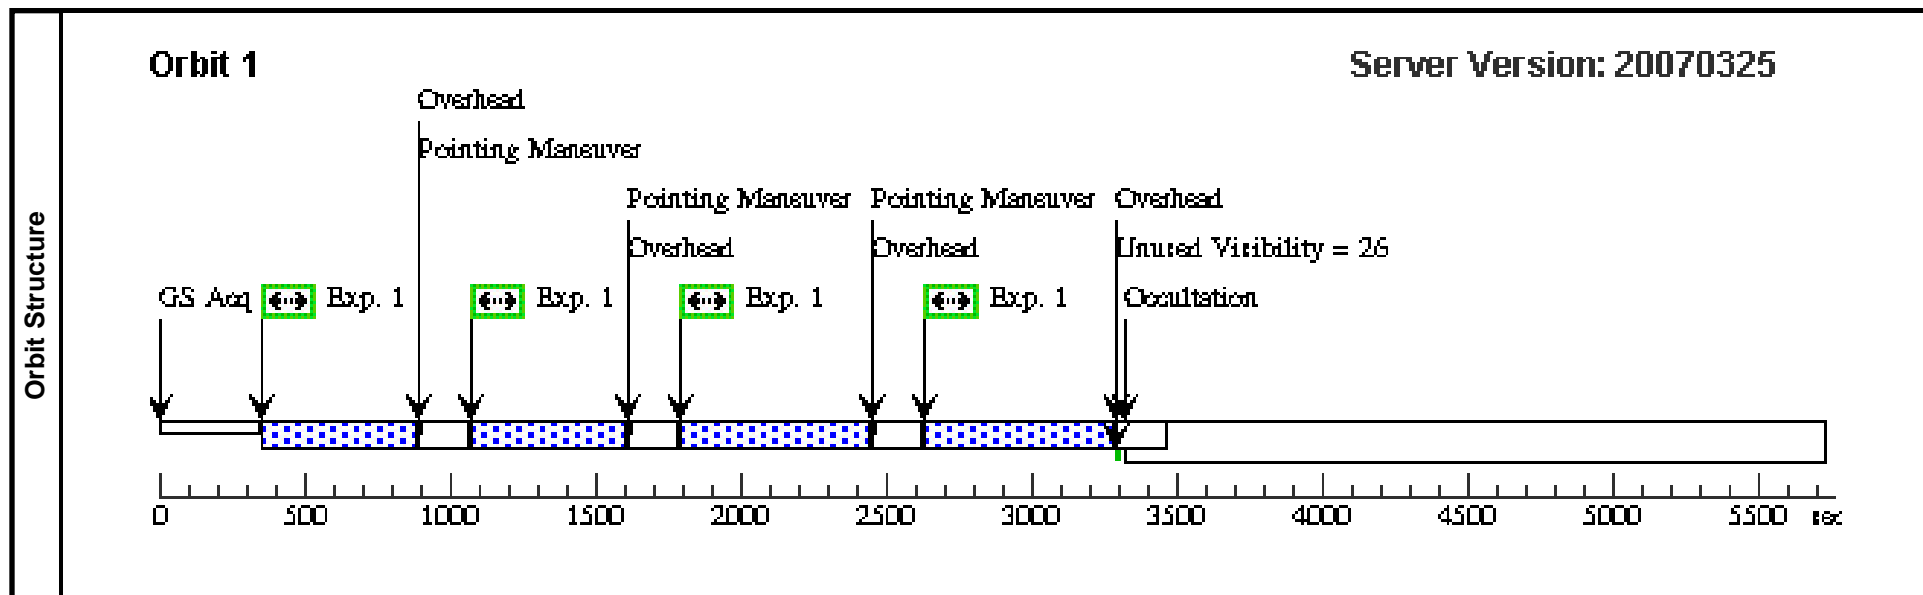 Orbit Structure
Orbit 1
Server Version: 20070325
Overhead
Pointing Maneuver
Pointing Maneuver Pointing Maneuver Overhead
Overhead Overhead Unused Visibility = 26
GS Acq Exp. 1 Exp. 1 Exp. 1 Exp. 1 Occultation
0 500 1000 1500 2000 2500 3000 3500 4000 4500 5000 5500 sec